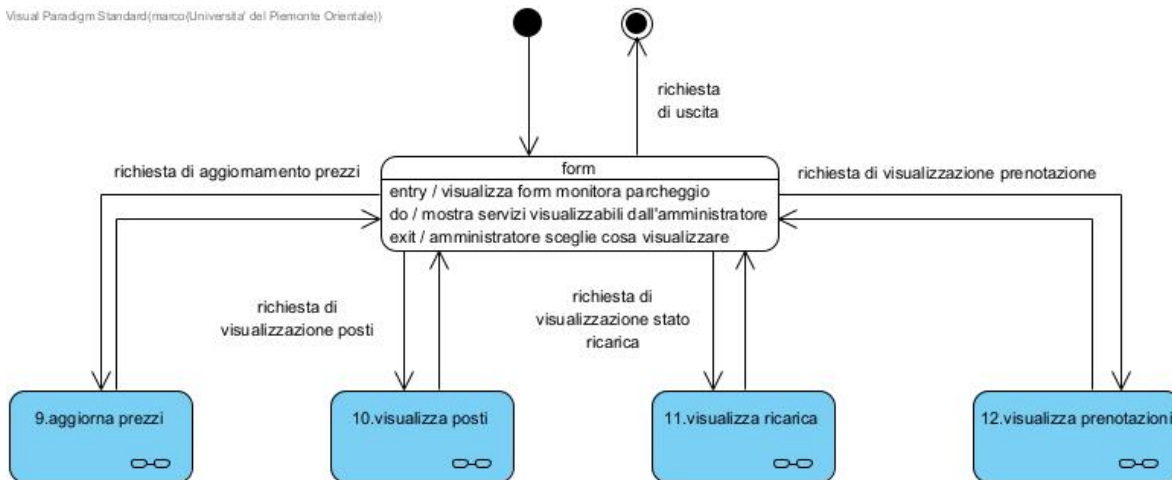 Visual Paradigm Standard(marco(Universita' del Piemonte Orientale))
richiesta
di uscita
richiesta di aggiornamento prezzi
form
richiesta di visualizzazione prenotazione
entry / visualizza form monitora parcheggio
do / mostra servizi visualizzabili dall'amministratore
exit / amministratore sceglie cosa visualizzare
richiesta di
visualizzazione posti
richiesta di
visualizzazione stato
ricarica
9.aggiorna prezzi
10.visualizza posti
11.visualizza ricarica
12.visualizza prenotazioni